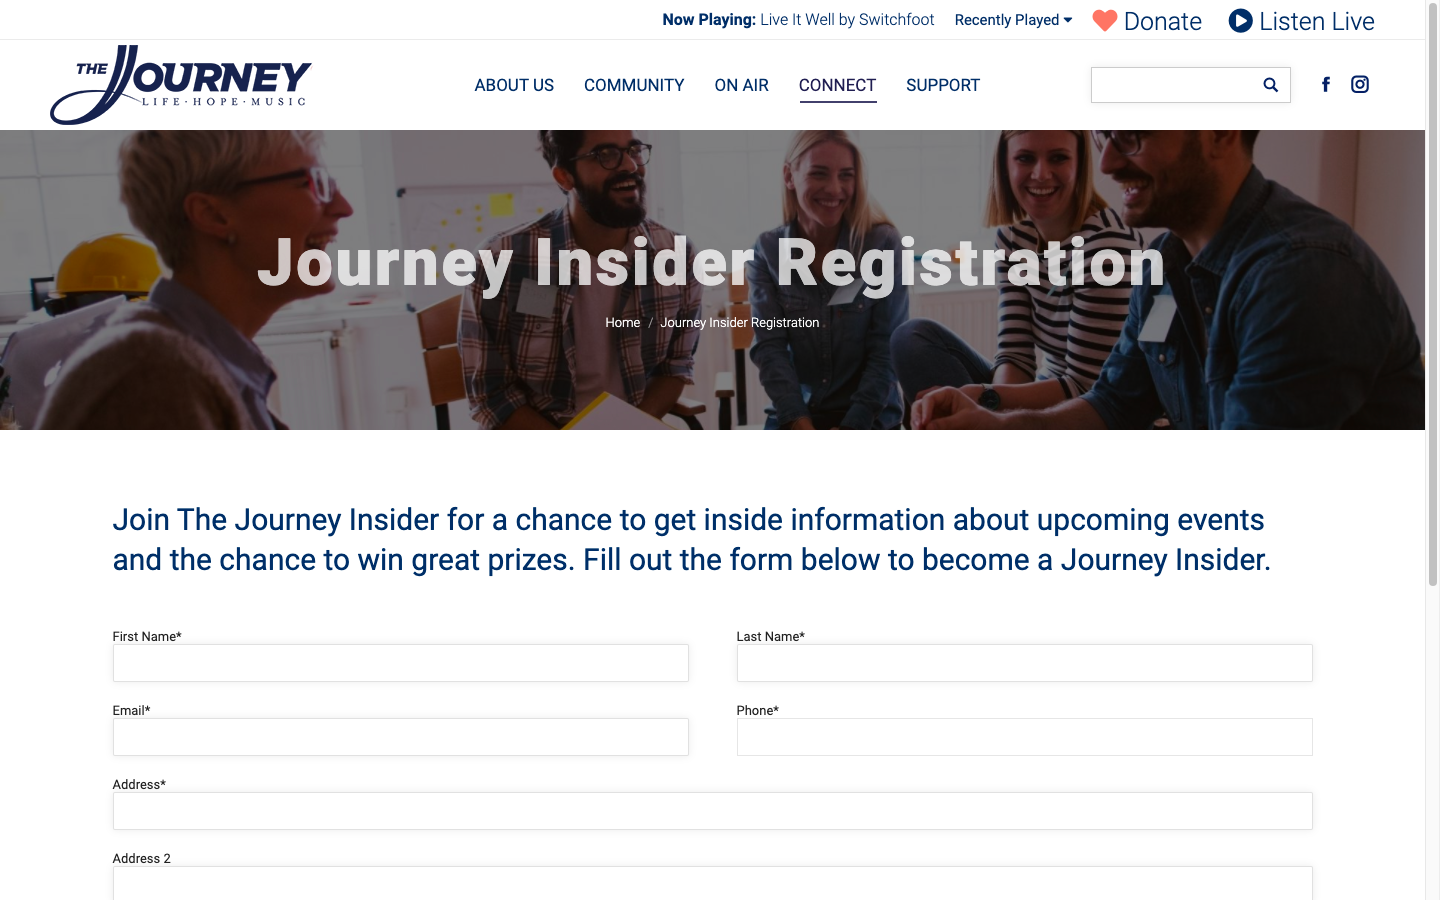 Now Playing: Live It Well by Switchfoot Recently Played Donate Listen Live
THE JOURNEY
LIFE·HOPE·MUSIC
ABOUT US COMMUNITY ON AIR CONNECT SUPPORT
Journey Insider Registration
Home / Journey Insider Registration
Join The Journey Insider for a chance to get inside information about upcoming events
and the chance to win great prizes. Fill out the form below to become a Journey Insider.
First Name* Last Name*
Email* Phone*
Address*
Address 2